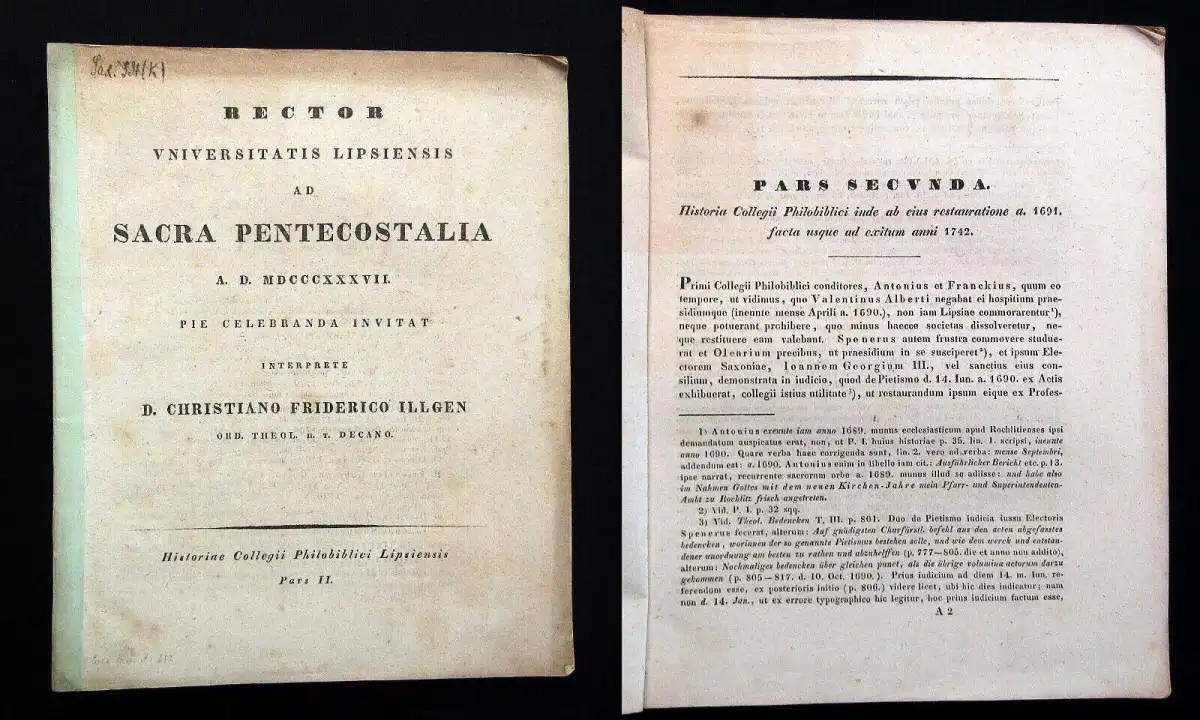 RECTOR
VNIVERSITATIS LIPSIENSIS
AD
SACRA PENTECOSTALIA
A. D. MDCCCXXXVII.
PIE CELEBRANDA INVITAT
INTERPRETE
D. CHRISTIANO FRIDERICO ILLGEN
ORD. THEOL. H. T. DECANO.
Historiae Collegii Philobiblici Lipsiensis
Pars II.
PARS SECVNDA.
Historia Collegii Philobiblici inde ab eius restauratione a. 1691.
facta usque ad exitum anni 1742.
Primi Collegii Philobiblici conditores, Antonius et Franckius, quum eo
tempore, ut vidimus, quo Valentinus Alberti negabat ei hospitium prae-
sidiumque (ineunte mense Aprili a. 1690.), non iam Lipsiae commorarentur¹),
neque potuerant prohibere, quo minus haecce societas dissolveretur, ne-
que restituere eam valebant. Spenerus autem frustra commovere studue-
rat et Olearium precibus, ut praesidium in se susciperet²), et ipsum Ele-
ctorem Saxoniae, Ioannem Georgium III., vel sanctius eius con-
silium, demonstrata in iudicio, quod de Pietismo d. 14. Iun. a. 1690. ex Actis
exhibuerat, collegii istius utilitate³), ut restaurandum ipsum eique ex Profes-
1) Antonius exeunte iam anno 1689. munus ecclesiasticum apud Rochlitienses ipsi
demandatum auspicatus erat, non, ut P. I. huius historiae p. 35. lin. 1. scripsi, ineunte
anno 1690. Quare verba haec corrigenda sunt, lin. 2. vero ad verba: mense Septembri,
addendum est: a. 1690. Antonius enim in libello iam cit.: Ausführlicher Bericht etc. p. 13.
ipse narrat, recurrente sacrorum orbe a. 1689. munus illud se adiisse: und habe also
im Nahmen Gottes mit dem neuen Kirchen-Jahre mein Pfarr- und Superintendenten-
Ambt zu Rochlitz frisch angetreten.
2) Vid. P. I. p. 32 sqq.
3) Vid. Theol. Bedencken T. III. p. 801. Duo de Pietismo iudicia iussu Electoris
Spenerus fecerat, alterum: Auf gnädigsten Churfürstl. befehl aus den acten abgefasstes
bedencken, worinnen der so genannte Pietismus bestehen solle, und wie dem werck und entstan-
dener unordnung am besten zu rathen und abzuhelffen (p. 777—805. die et anno non addito),
alterum: Nochmaliges bedencken über gleichen punct, als die übrige volumina actorum darzu
gekommen (p. 805—817. d. 10. Oct. 1690.). Prius iudicium ad diem 14. m. Iun. re-
ferendum esse, ex posterioris initio (p. 806.) videre licet, ubi hic dies indicatur; nam
non d. 14. Jan., ut ex errore typographico hic legitur, hoc prius iudicium factum esse,
A 2